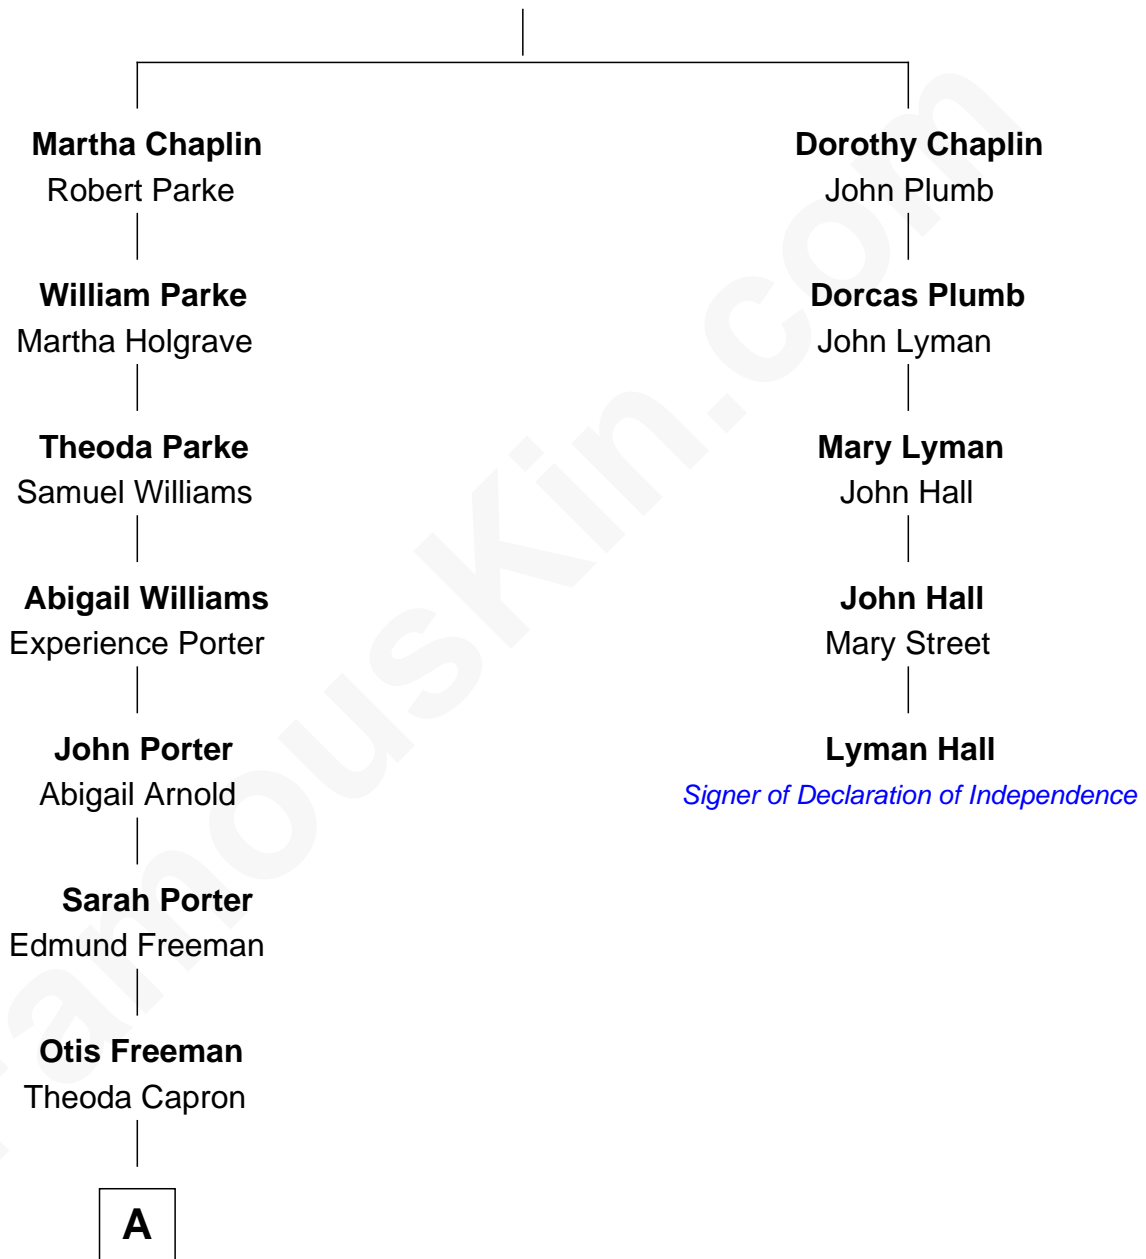 Martha Chaplin
Robert Parke
William Parke
Martha Holgrave
Theoda Parke
Samuel Williams
Abigail Williams
Experience Porter
John Porter
Abigail Arnold
Sarah Porter
Edmund Freeman
Otis Freeman
Theoda Capron
A
Dorothy Chaplin
John Plumb
Dorcas Plumb
John Lyman
Mary Lyman
John Hall
John Hall
Mary Street
Lyman Hall
Signer of Declaration of Independence
FamousKin.com